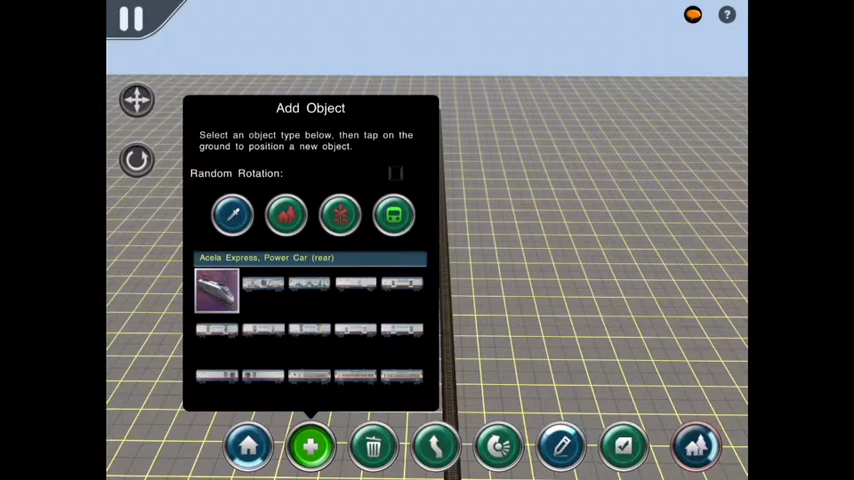 ?
Add Object
Select an object type below, then tap on the
ground to position a new object.
Random Rotation:
Acela Express, Power Car (rear)